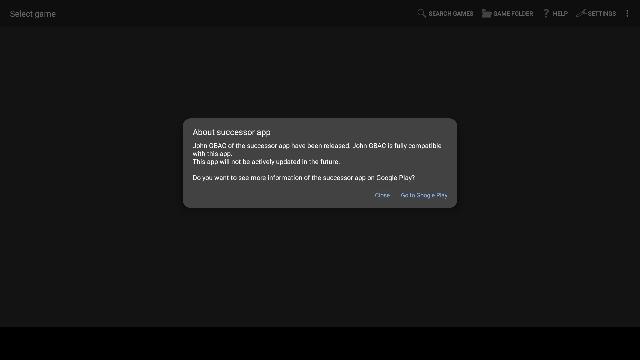 Select game
SEARCH GAMES
GAME FOLDER
HELP
SETTINGS
About successor app
John GBAC of the successor app have been released. John GBAC is fully compatible
with this app.
This app will not be actively updated in the future.
Do you want to see more information of the successor app on Google Play?
Close
Go to Google Play